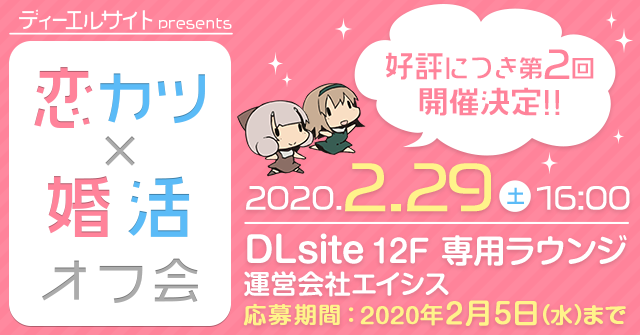 ディーエルサイト presents
恋カツ
×
婚活
オフ会
好評につき第2回
開催決定!!
2020.2.29 土 16:00
DLsite 12F 専用ラウンジ
運営会社エイシス
応募期間：2020年2月5日(水)まで